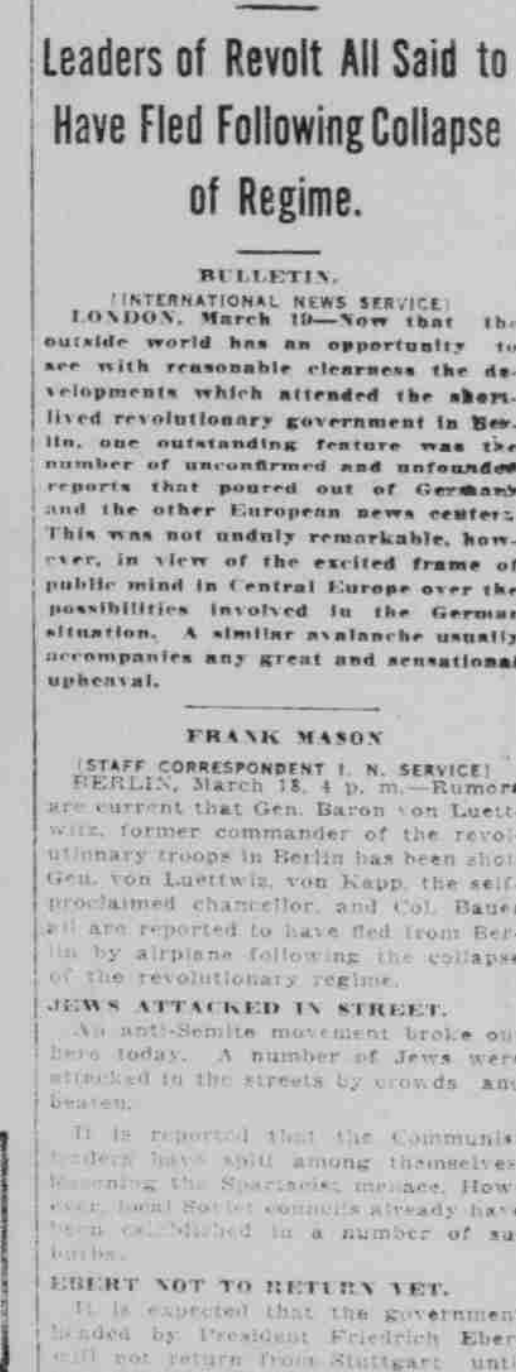 Leaders of Revolt All Said to
Have Fled Following Collapse
of Regime.
BULLETIN.
(INTERNATIONAL NEWS SERVICE)
LONDON, March 19—Now that the
outside world has an opportunity to
see with reasonable clearness the de-
velopments which attended the short-
lived revolutionary government in Ber-
lin, one outstanding feature was the
number of unconfirmed and unfounded
reports that poured out of Germany
and the other European news centers.
This was not unduly remarkable, how-
ever, in view of the excited frame of
public mind in Central Europe over the
possibilities involved in the German
situation. A similar avalanche usually
accompanies any great and sensational
upheaval.
FRANK MASON
(STAFF CORRESPONDENT I. N. SERVICE)
BERLIN, March 18, 4 p. m.—Rumors
are current that Gen. Baron von Luett-
witz, former commander of the revol-
utionary troops in Berlin has been shot.
Gen. von Luettwiz, von Kapp, the self-
proclaimed chancellor, and Col. Bauer
all are reported to have fled from Ber-
lin by airplane following the collapse
of the revolutionary regime.
JEWS ATTACKED IN STREET.
An anti-Semite movement broke out
here today. A number of Jews were
attacked in the streets by crowds and
beaten.
It is reported that the Communist
leaders have split among themselves
lessening the Spartacist menace. How
ever, local Soviet councils already have
been established in a number of su
burbs.
EBERT NOT TO RETURN YET.
It is expected that the government
headed by President Friedrich Ebert
will not return from Stuttgart until